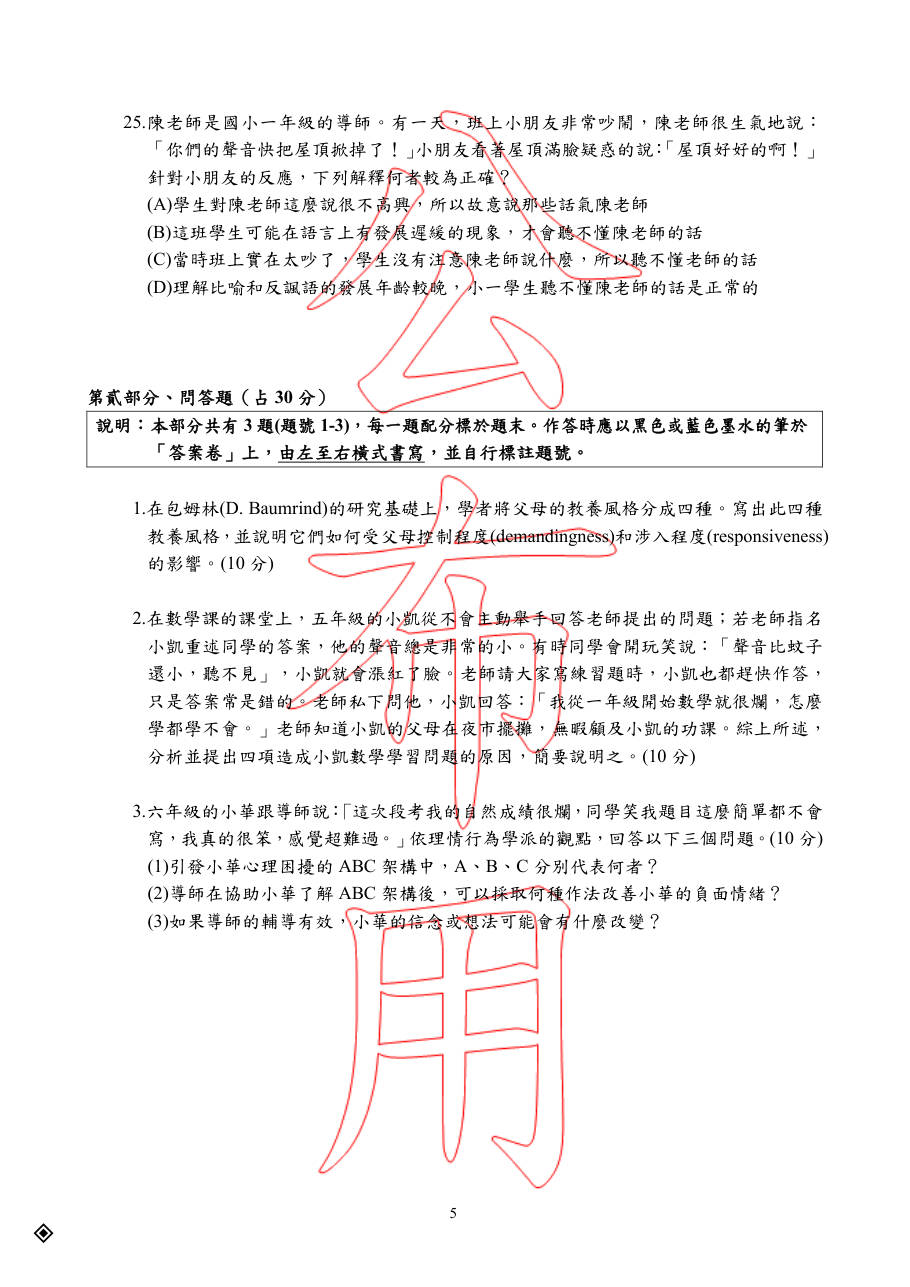 25.陳老師是國小一年級的導師。有一天，班上小朋友非常吵鬧，陳老師很生氣地說：
「你們的聲音快把屋頂掀掉了！」小朋友看著屋頂滿臉疑惑的說：「屋頂好好的啊！」
針對小朋友的反應，下列解釋何者較為正確？
(A)學生對陳老師這麼說很不高興，所以故意說那些話氣陳老師
(B)這班學生可能在語言上有發展遲緩的現象，才會聽不懂陳老師的話
(C)當時班上實在太吵了，學生沒有注意陳老師說什麼，所以聽不懂老師的話
(D)理解比喻和反諷語的發展年齡較晚，小一學生聽不懂陳老師的話是正常的
第貳部分、問答題（占 30 分）
說明：本部分共有 3 題(題號 1-3)，每一題配分標於題末。作答時應以黑色或藍色墨水的筆於
「答案卷」上，由左至右橫式書寫，並自行標註題號。
1.在包姆林(D. Baumrind)的研究基礎上，學者將父母的教養風格分成四種。寫出此四種
教養風格，並說明它們如何受父母控制程度(demandingness)和涉入程度(responsiveness)
的影響。(10 分)
2.在數學課的課堂上，五年級的小凱從不會主動舉手回答老師提出的問題；若老師指名
小凱重述同學的答案，他的聲音總是非常的小。有時同學會開玩笑說：「聲音比蚊子
還小，聽不見」，小凱就會漲紅了臉。老師請大家寫練習題時，小凱也都趕快作答，
只是答案常是錯的。老師私下問他，小凱回答：「我從一年級開始數學就很爛，怎麼
學都學不會。」老師知道小凱的父母在夜市擺攤，無暇顧及小凱的功課。綜上所述，
分析並提出四項造成小凱數學學習問題的原因，簡要說明之。(10 分)
3.六年級的小華跟導師說：「這次段考我的自然成績很爛，同學笑我題目這麼簡單都不會
寫，我真的很笨，感覺超難過。」依理情行為學派的觀點，回答以下三個問題。(10 分)
(1)引發小華心理困擾的 ABC 架構中，A、B、C 分別代表何者？
(2)導師在協助小華了解 ABC 架構後，可以採取何種作法改善小華的負面情緒？
(3)如果導師的輔導有效，小華的信念或想法可能會有什麼改變？
公
布
用
5